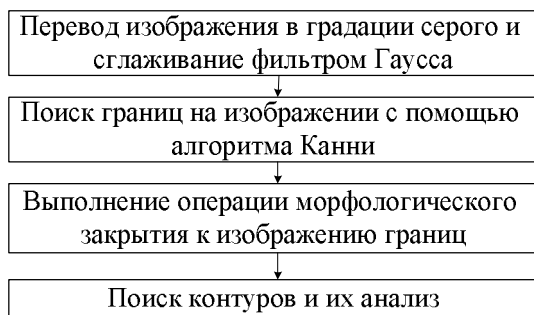 Перевод изображения в градации серого и
сглаживание фильтром Гаусса
Поиск границ на изображении с помощью
алгоритма Канни
Выполнение операции морфологического
закрытия к изображению границ
Поиск контуров и их анализ